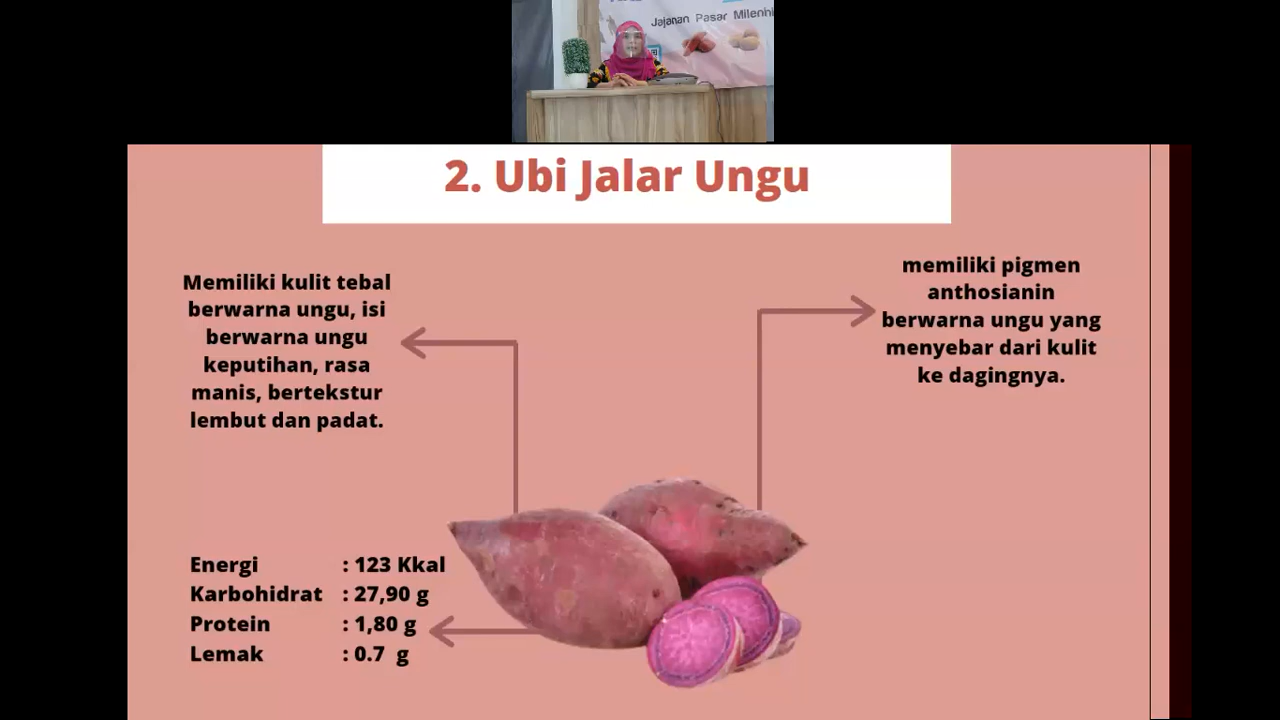 Jajanan Pasar
2. Ubi Jalar Ungu
Memiliki kulit tebal
berwarna ungu, isi
berwarna ungu
keputihan, rasa
manis, bertekstur
lembut dan padat.
memiliki pigmen
anthosianin
berwarna ungu yang
menyebar dari kulit
ke dagingnya.
Energi : 123 Kkal
Karbohidrat : 27,90 g
Protein : 1,80 g
Lemak : 0.7 g